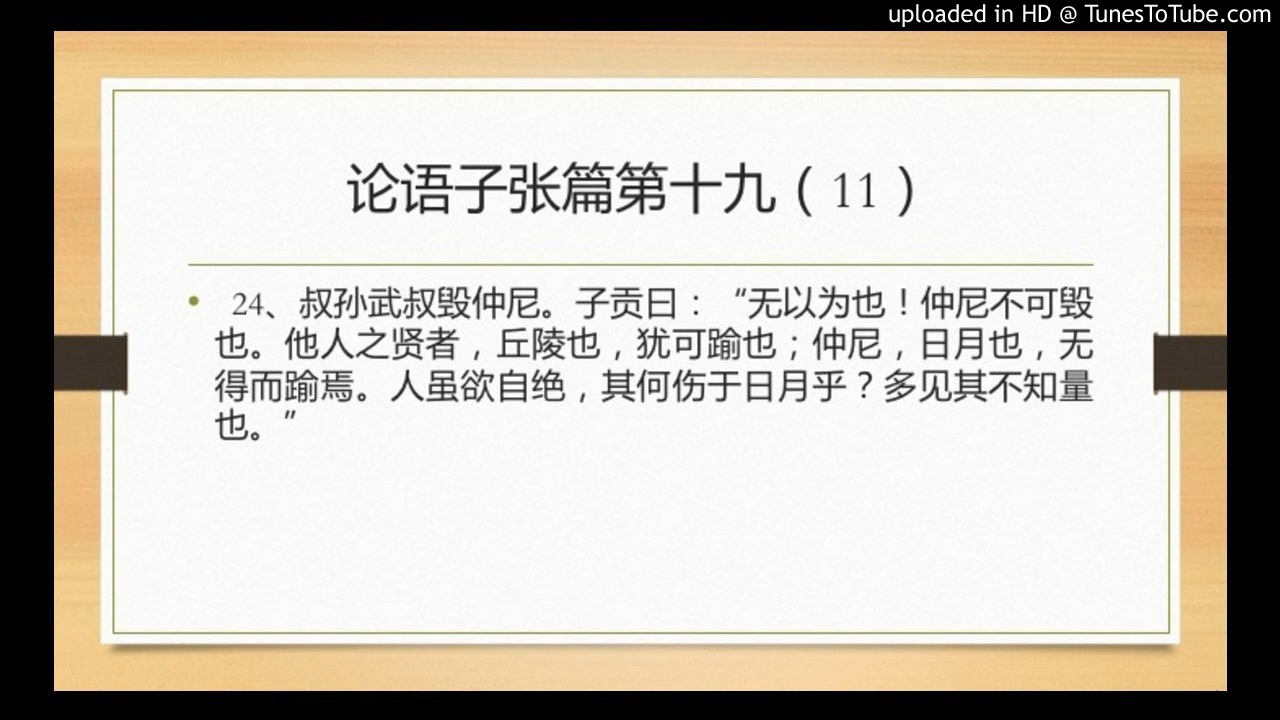 uploaded in HD @ TunesToTube.com
论语子张篇第十九（11）
• 24、叔孙武叔毁仲尼。子贡曰：“无以为也！仲尼不可毁
也。他人之贤者，丘陵也，犹可踰也；仲尼，日月也，无
得而踰焉。人虽欲自绝，其何伤于日月乎？多见其不知量
也。”